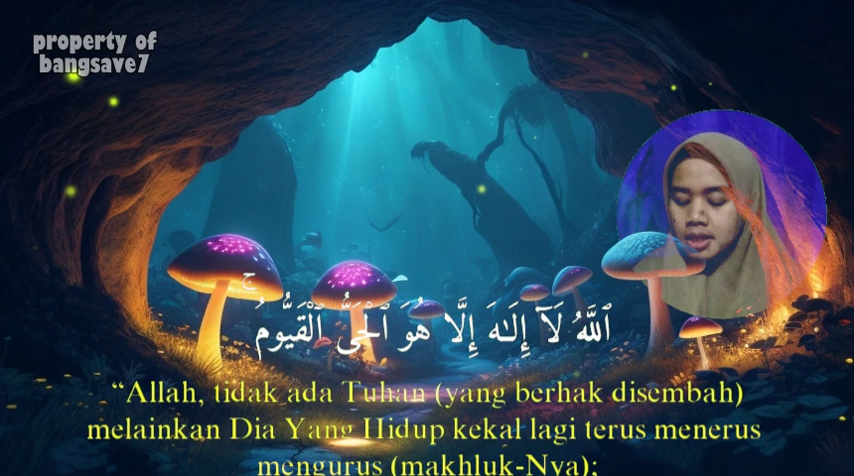 property of
bangsave7
ٱللَّهُ لَآ إِلَـٰهَ إِلَّا هُوَ ٱلْحَىُّ ٱلْقَيُّومُ ۚ
“Allah, tidak ada Tuhan (yang berhak disembah)
melainkan Dia Yang Hidup kekal lagi terus menerus
mengurus (makhluk-Nya);